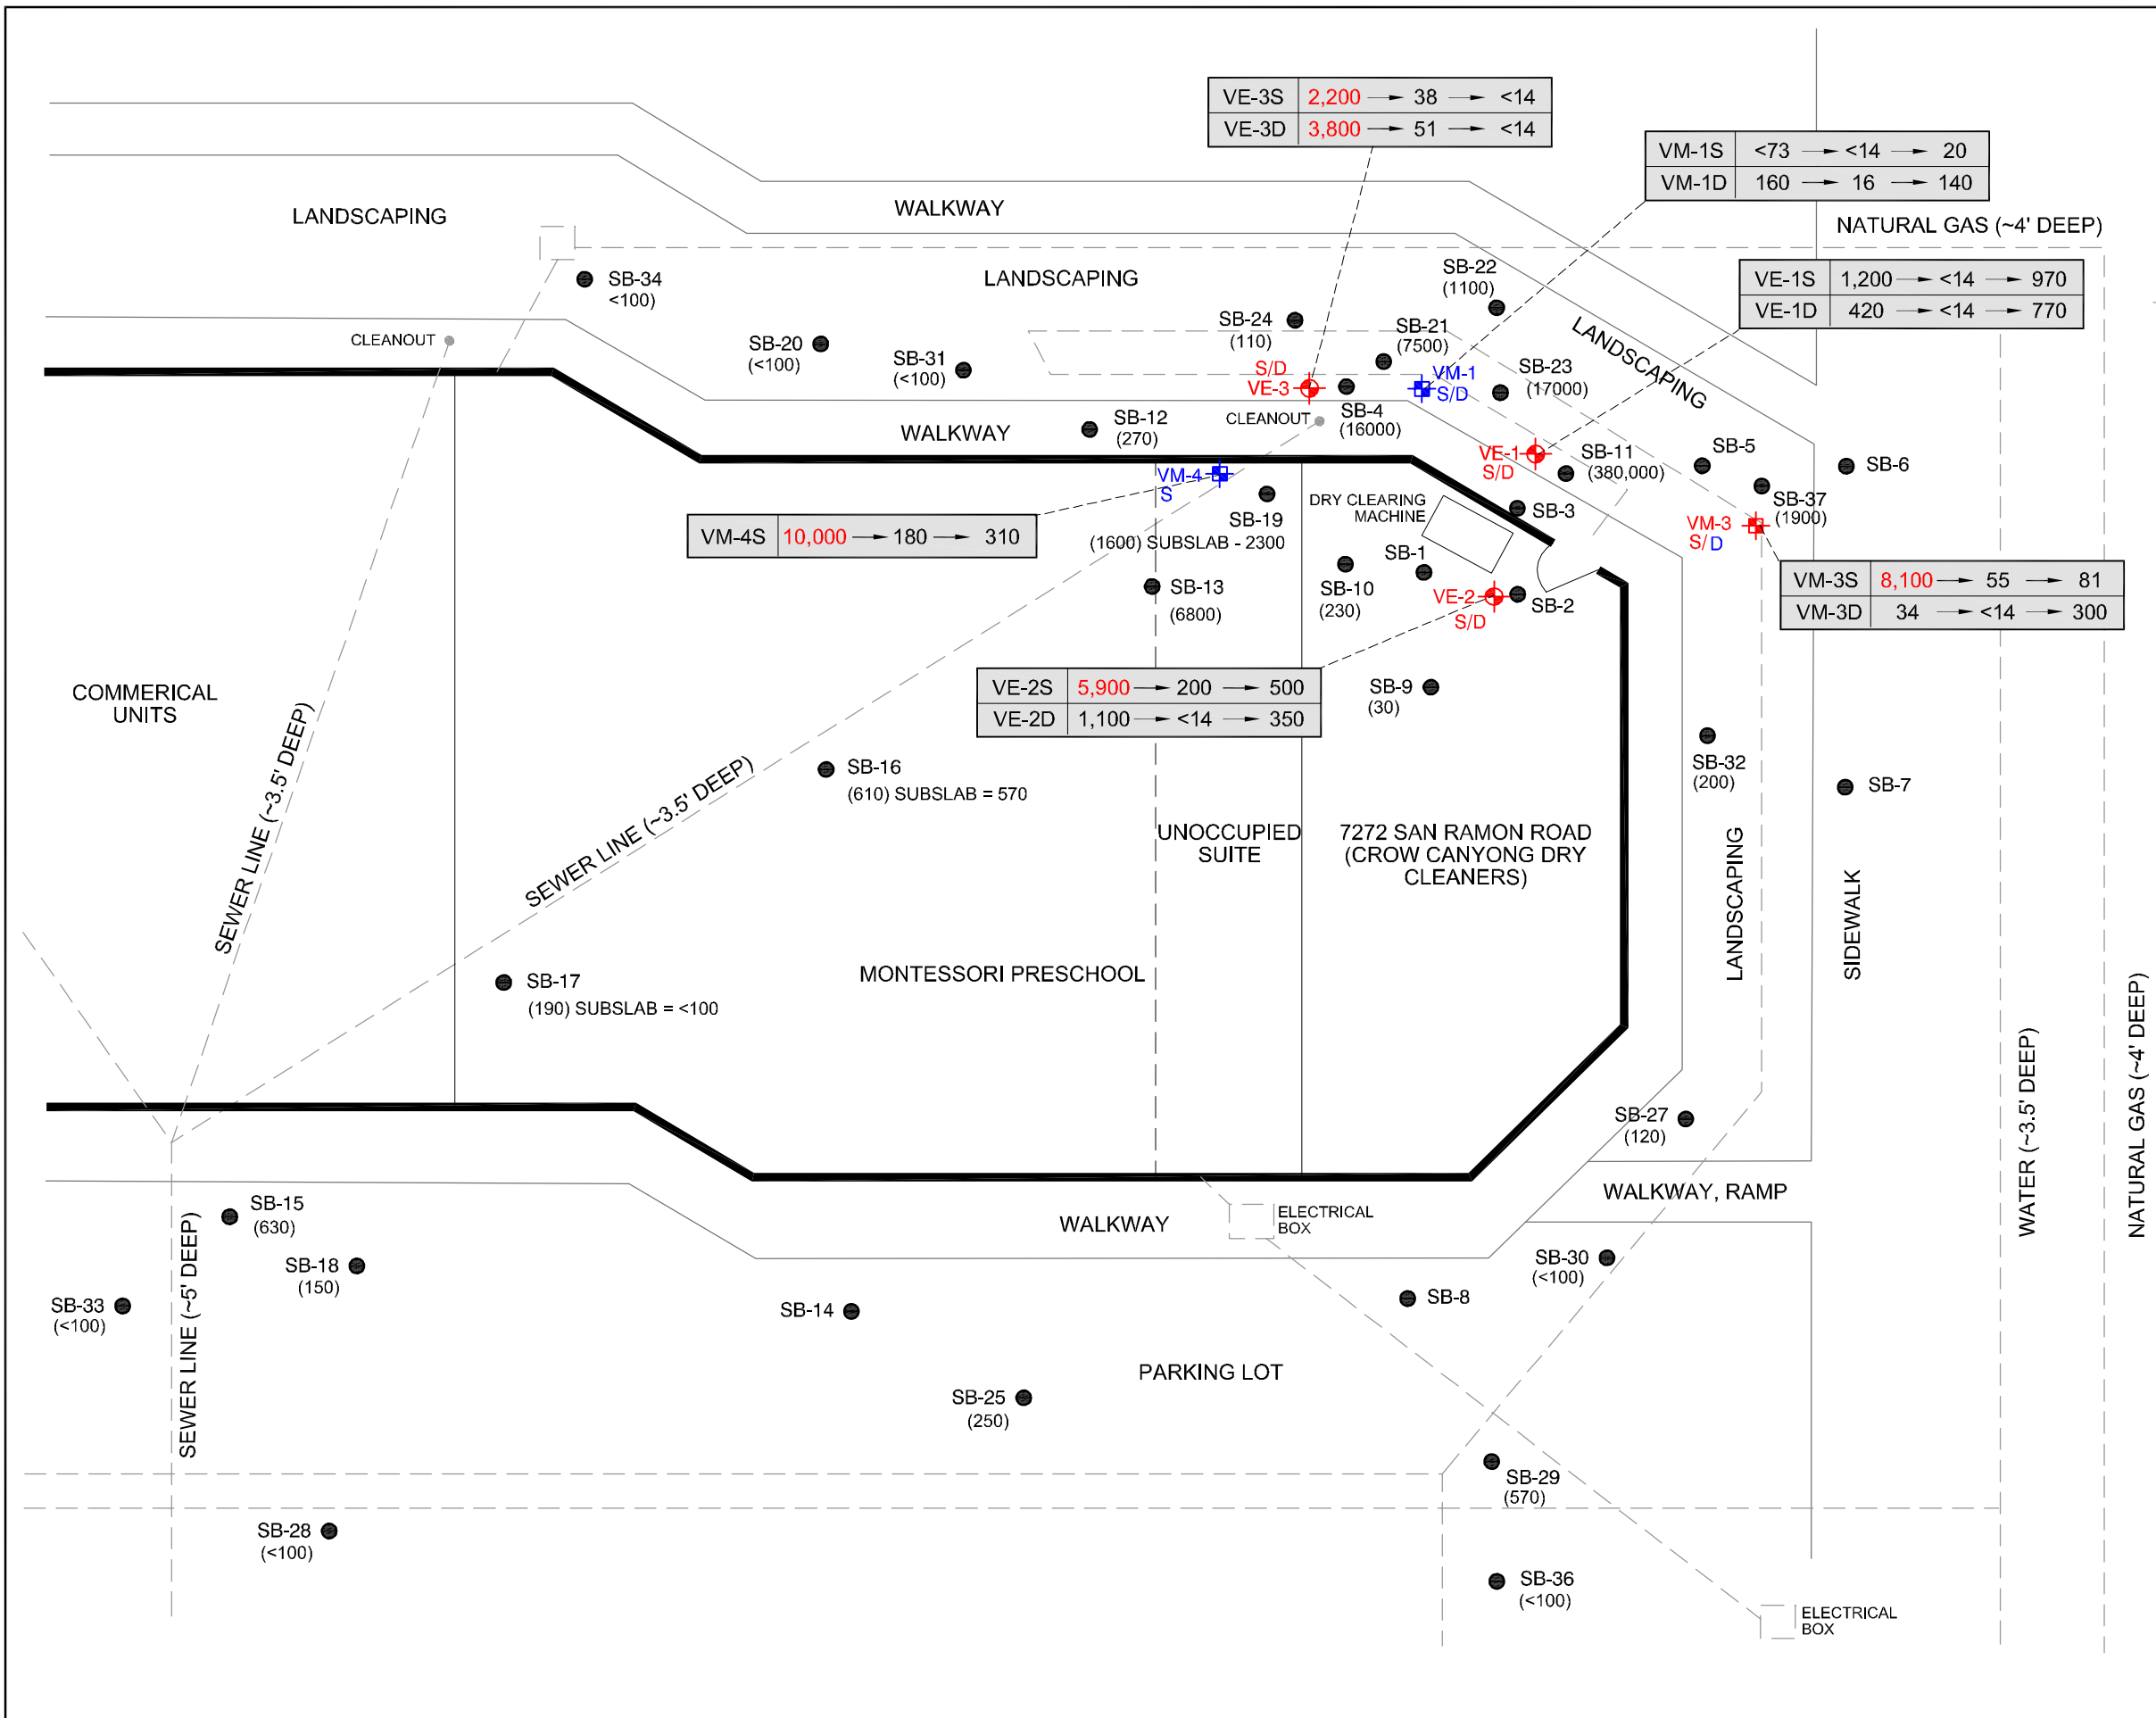 VE-3S 2,200 → 38 → <14
VE-3D 3,800 → 51 → <14
VM-1S <73 → <14 → 20
VM-1D 160 → 16 → 140
LANDSCAPING
WALKWAY
NATURAL GAS (~4' DEEP)
SB-34
<100)
LANDSCAPING
SB-22
(1100)
VE-1S 1,200 → <14 → 970
VE-1D 420 → <14 → 770
CLEANOUT
SB-20
(<100)
SB-31
(<100)
SB-24
(110)
SB-21
(7500)
LANDSCAPING
S/D
VE-3
VM-1
S/D
SB-23
(17000)
SB-12
(270)
CLEANOUT
SB-4
(16000)
WALKWAY
VE-1
S/D
SB-11
(380,000)
SB-5
SB-6
SB-37
(1900)
VM-4
S
SB-19
(1600) SUBSLAB - 2300
DRY CLEARING
MACHINE
SB-3
VM-3
S/D
VM-4S 10,000 → 180 → 310
SB-1
SB-10
(230)
SB-13
(6800)
VE-2
S/D
SB-2
VM-3S 8,100 → 55 → 81
VM-3D 34 → <14 → 300
VE-2S 5,900 → 200 → 500
VE-2D 1,100 → <14 → 350
SB-9
(30)
COMMERICAL
UNITS
SEWER LINE (~3.5' DEEP)
SEWER LINE (~3.5' DEEP)
SB-16
(610) SUBSLAB = 570
SB-32
(200)
SB-7
UNOCCUPIED
SUITE
7272 SAN RAMON ROAD
(CROW CANYONG DRY
CLEANERS)
LANDSCAPING
SIDEWALK
SB-17
(190) SUBSLAB = <100
MONTESSORI PRESCHOOL
WATER (~3.5' DEEP)
NATURAL GAS (~4' DEEP)
SB-27
(120)
WALKWAY, RAMP
SB-15
(630)
WALKWAY
ELECTRICAL
BOX
SB-18
(150)
SEWER LINE (~5' DEEP)
SB-30
(<100)
SB-33
(<100)
SB-14
SB-8
PARKING LOT
SB-25
(250)
SB-29
(570)
SB-28
(<100)
SB-36
(<100)
ELECTRICAL
BOX